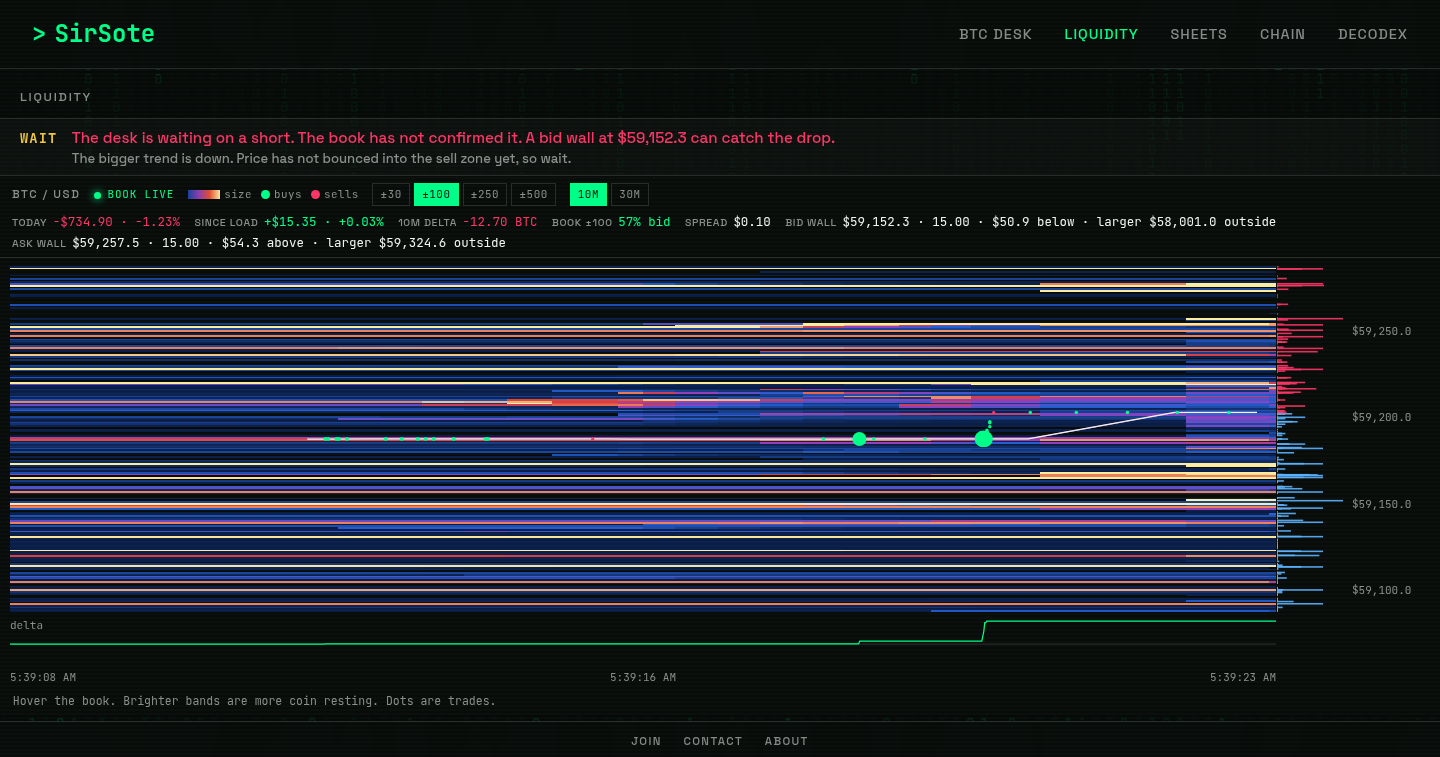 > SirSote
BTC DESK LIQUIDITY SHEETS CHAIN DECODEX
LIQUIDITY
WAIT The desk is waiting on a short. The book has not confirmed it. A bid wall at $59,152.3 can catch the drop.
The bigger trend is down. Price has not bounced into the sell zone yet, so wait.
BTC / USD BOOK LIVE size buys sells ±30 ±100 ±250 ±500 10M 30M
TODAY -$734.90 · -1.23% SINCE LOAD +$15.35 · +0.03% 10M DELTA -12.70 BTC BOOK ±100 57% bid SPREAD $0.10 BID WALL $59,152.3 · 15.00 · $50.9 below · larger $58,001.0 outside
ASK WALL $59,257.5 · 15.00 · $54.3 above · larger $59,324.6 outside
$59,250.0
$59,200.0
$59,150.0
$59,100.0
delta
5:39:08 AM 5:39:16 AM 5:39:23 AM
Hover the book. Brighter bands are more coin resting. Dots are trades.
JOIN CONTACT ABOUT